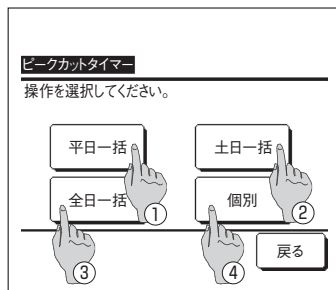 ピークカットタイマー
操作を選択してください。
平日一括
土日一括
①
②
全日一括
個別
③
④
戻る